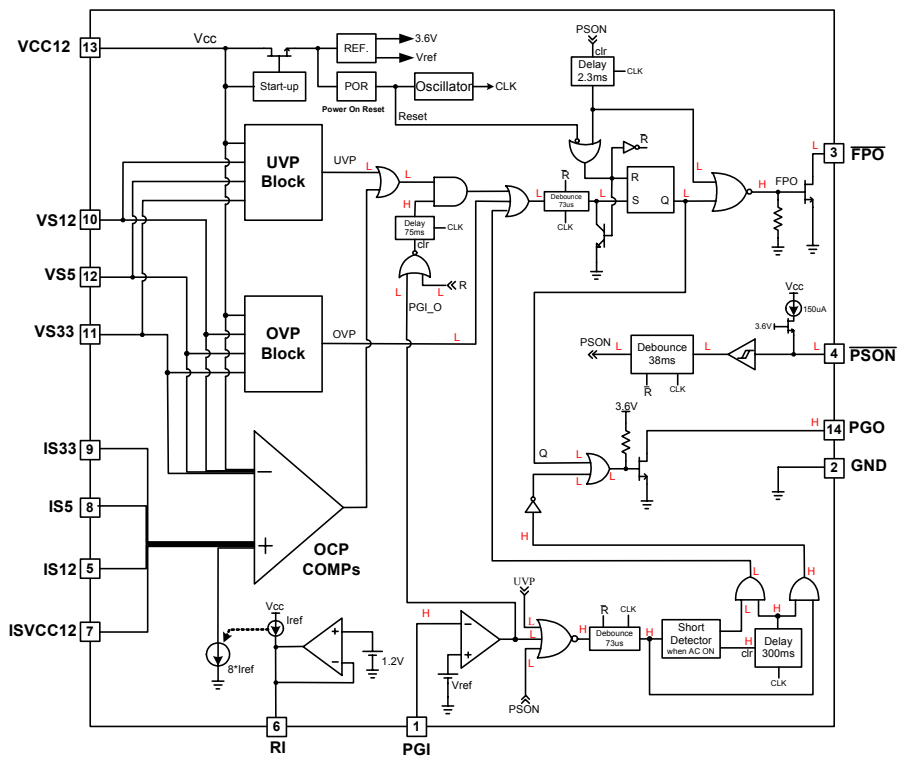 VCC12
13
Vcc
Start-up
REF.
3.6V
Vref
POR
Power On Reset
Oscillator
CLK
Reset
PSON
clr
Delay
2.3ms
CLK
R
UVP
Block
UVP
L
L
H
Delay
75ms
CLK
clr
L
L
R
PGI_O
L
R
Debounce
73us
CLK
L
R
S
Q
L
L
H
FPO
L
3
FPO
VS12
10
VS5
12
VS33
11
OVP
Block
OVP
L
Vcc
150uA
3.6V
PSON
L
Debounce
38ms
R
CLK
L
L
4
PSON
IS33
9
IS5
8
IS12
5
ISVCC12
7
OCP
COMPs
3.6V
Q
L
L
L
H
14
PGO
2
GND
H
L
H
Vcc
Iref
8*Iref
1.2V
6
RI
H
Vref
1
PGI
UVP
L
L
L
PSON
H
R
CLK
Debounce
73us
H
Short
Detector
when AC ON
L
H
clr
H
Delay
300ms
CLK